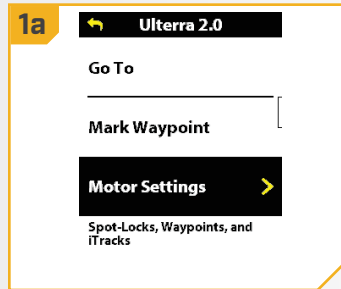 1a
Ulterra 2.0
Go To
Mark Waypoint
Motor Settings
Spot-Locks, Waypoints, and
iTracks